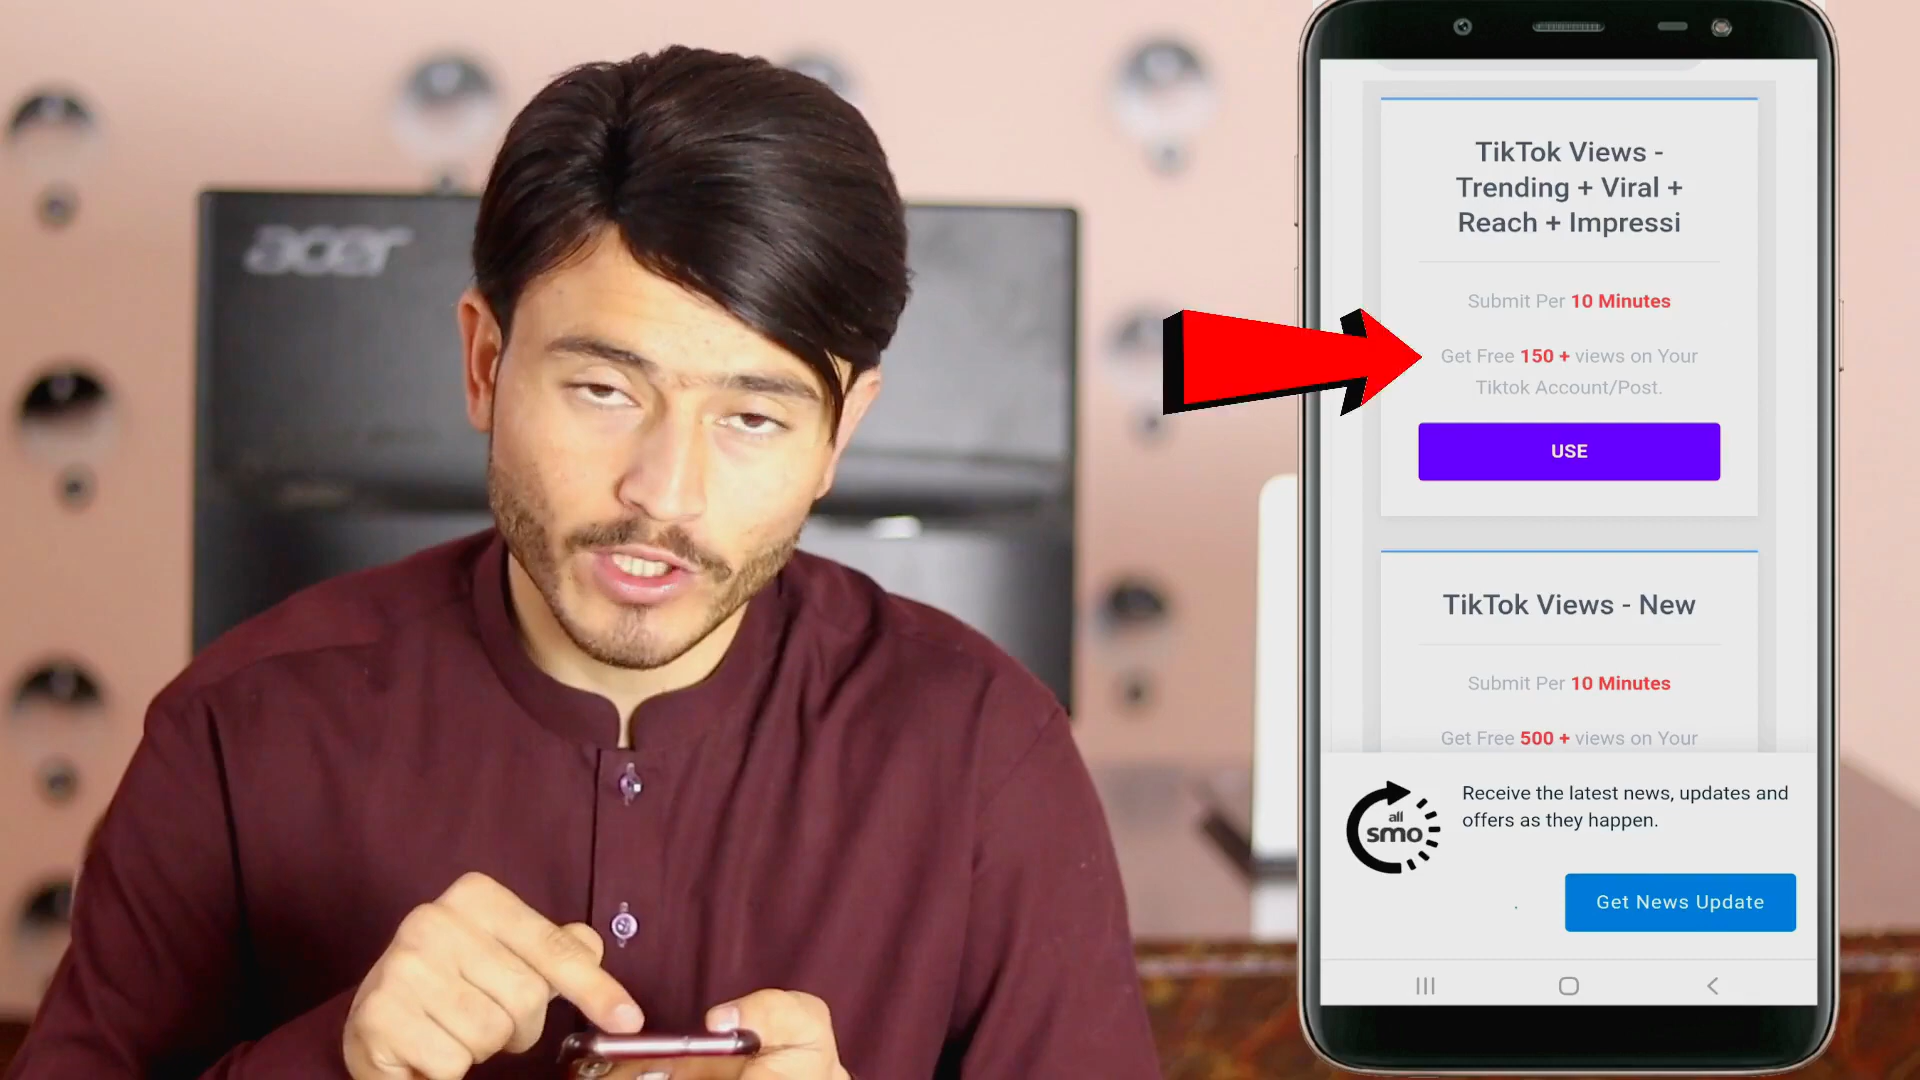 acer
TikTok Views -
Trending + Viral +
Reach + Impressi
Submit Per 10 Minutes
Get Free 150 + views on Your
Tiktok Account/Post.
USE
TikTok Views - New
Submit Per 10 Minutes
Get Free 500 + views on Your
all
smo
Receive the latest news, updates and
offers as they happen.
Get News Update